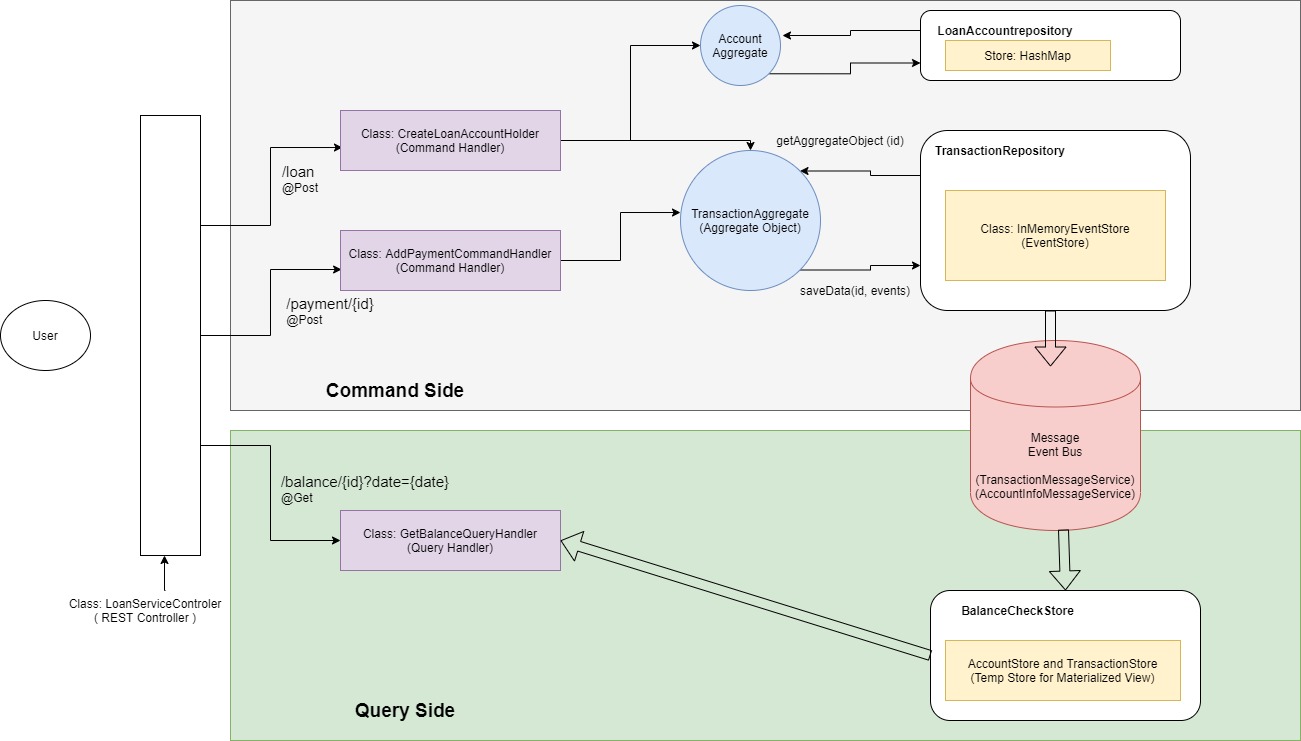 Account
Aggregate
LoanAccountrepository
Store: HashMap
Class: CreateLoanAccountHolder
(Command Handler)
/loan
@Post
getAggregateObject (id)
TransactionRepository
TransactionAggregate
(Aggregate Object)
Class: InMemoryEventStore
(EventStore)
Class: AddPaymentCommandHandler
(Command Handler)
saveData(id, events)
/payment/{id}
@Post
User
Command Side
Message
Event Bus
(TransactionMessageService)
(AccountInfoMessageService)
/balance/{id}?date={date}
@Get
Class: GetBalanceQueryHandler
(Query Handler)
Class: LoanServiceControler
( REST Controller )
BalanceCheckStore
AccountStore and TransactionStore
(Temp Store for Materialized View)
Query Side